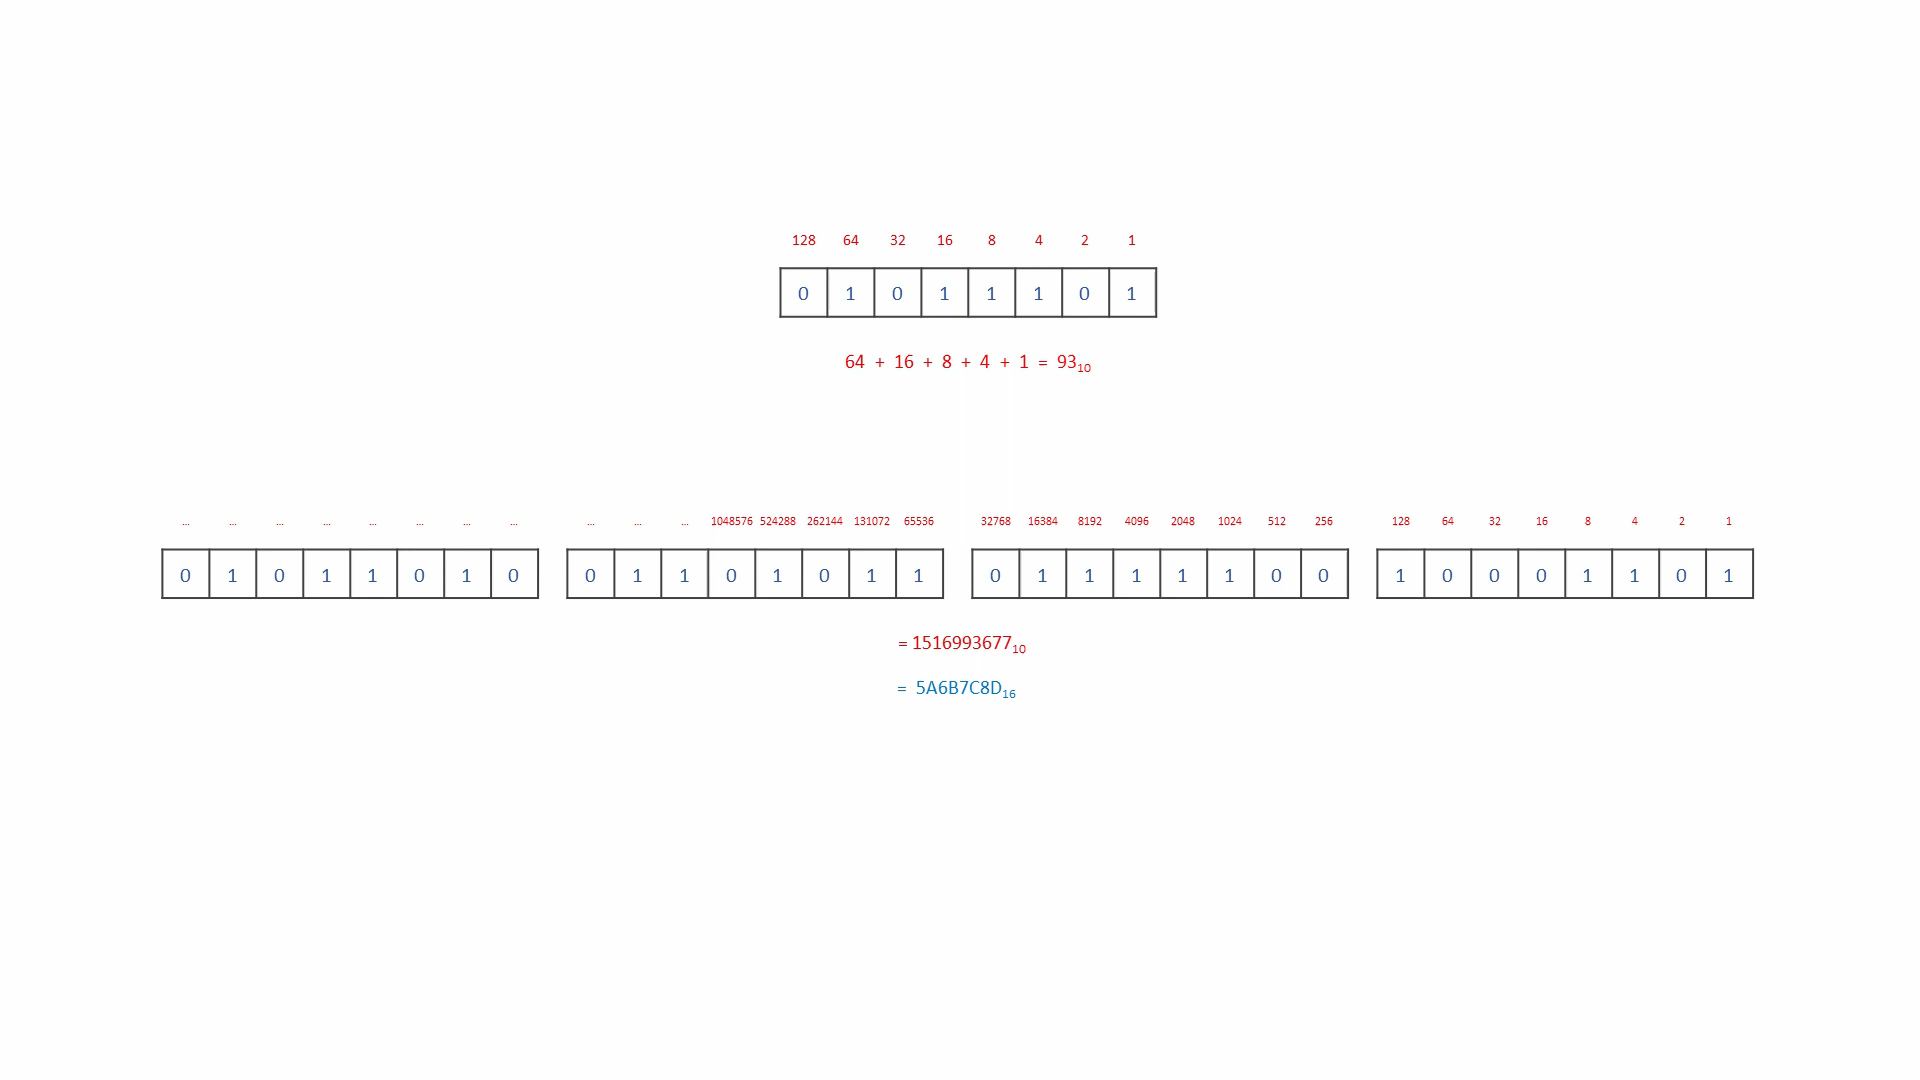 128 64 32 16 8 4 2 1
0 1 0 1 1 1 0 1
64 + 16 + 8 + 4 + 1 = 93₁₀
... ... ... ... ... ... ... ... ... ... ... 1048576 524288 262144 131072 65536 32768 16384 8192 4096 2048 1024 512 256 128 64 32 16 8 4 2 1
0 1 0 1 1 0 1 0 0 1 1 0 1 0 1 1 0 1 1 1 1 1 0 0 1 0 0 0 1 1 0 1
= 1516993677₁₀
= 5A6B7C8D₁₆